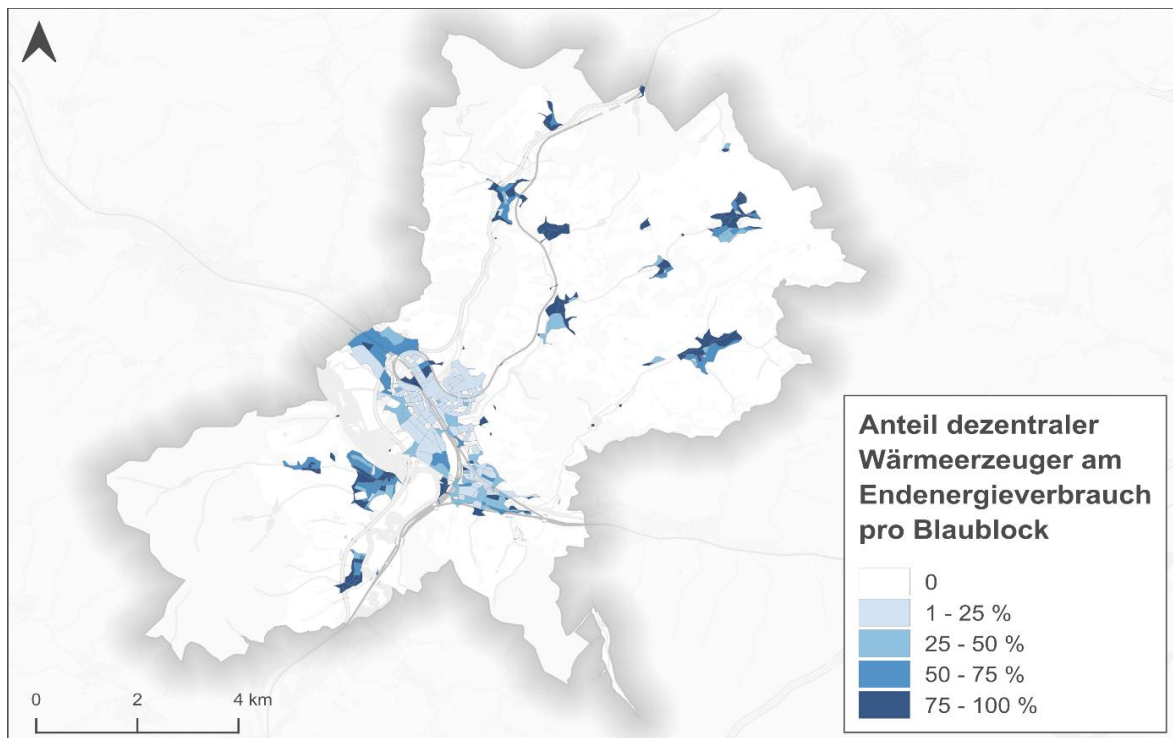 Anteil dezentraler
Wärmeerzeuger am
Endenergieverbrauch
pro Blaublock
0
1 - 25 %
25 - 50 %
50 - 75 %
75 - 100 %
0 2 4 km